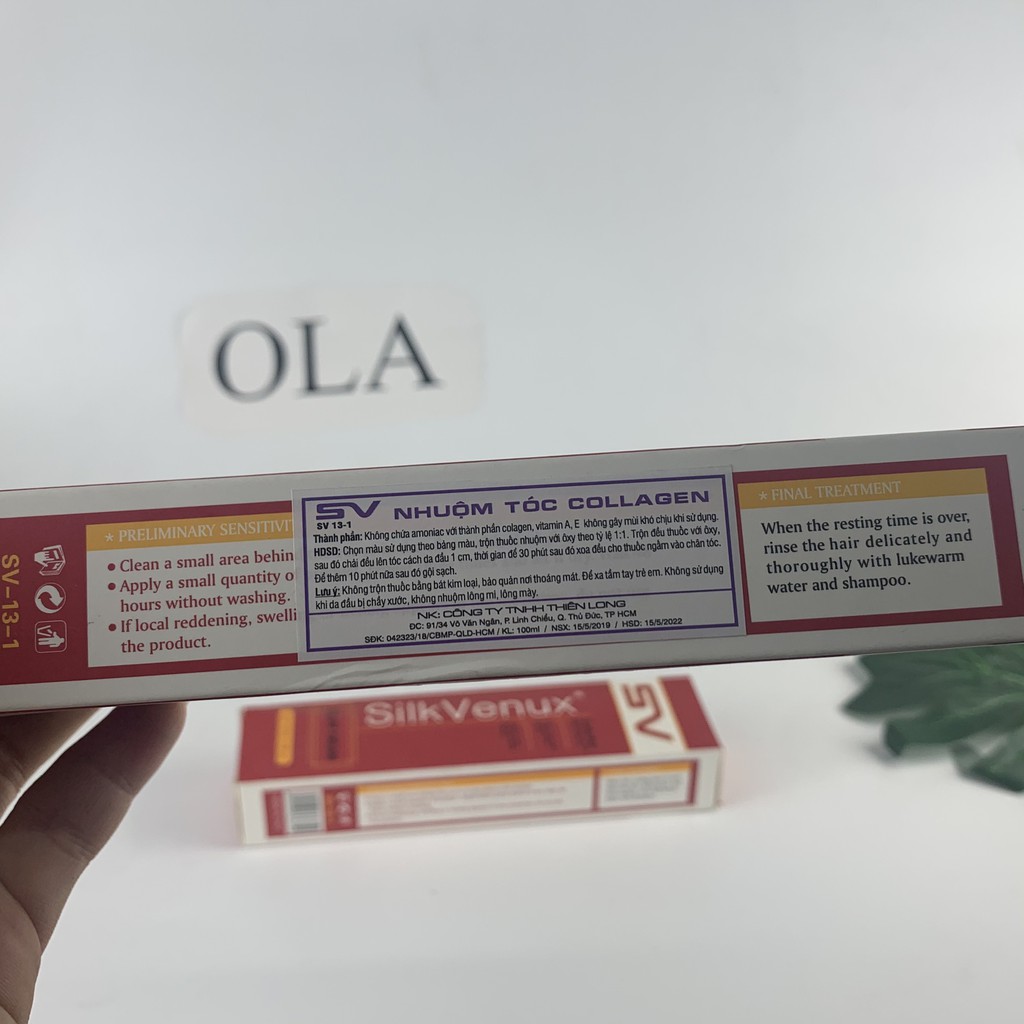 OLA
SV-13-1
* PRELIMINARY SENSITIVIT
• Clean a small area behin
• Apply a small quantity o
hours without washing.
• If local reddening, swelli
the product.
SV NHUỘM TÓC COLLAGEN
SV 13-1
Thành phần: Không chứa amoniac với thành phần colagen, vitamin A, E không gây mùi khó chịu khi sử dụng.
HDSD: Chọn màu sử dụng theo bảng màu, trộn thuốc nhuộm với ôxy theo tỷ lệ 1:1. Trộn đều thuốc với ôxy,
sau đó chải đều lên tóc cách da đầu 1 cm, thời gian để 30 phút sau đó xoa đều cho thuốc ngấm vào chân tóc.
Để thêm 10 phút nữa sau đó gội sạch.
Lưu ý: Không trộn thuốc bằng bát kim loại, bảo quản nơi thoáng mát. Để xa tầm tay trẻ em. Không sử dụng
khi da đầu bị chầy xước, không nhuộm lông mi, lông mày.
NK: CÔNG TY TNHH THIÊN LONG
ĐC: 91/34 Võ Văn Ngân, P. Linh Chiểu, Q. Thủ Đức, TP HCM
SĐK: 042323/18/CBMP-QLD-HCM / KL: 100ml / NSX: 15/5/2019 / HSD: 15/5/2022
* FINAL TREATMENT
When the resting time is over,
rinse the hair delicately and
thoroughly with lukewarm
water and shampoo.
SilkVenux®
SV